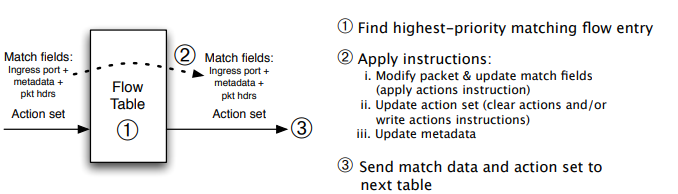 Match fields:
Ingress port +
metadata +
pkt hdrs
Action set
Flow
Table
①
②
Match fields:
Ingress port +
metadata +
pkt hdrs
Action set
③
① Find highest-priority matching flow entry
② Apply instructions:
i. Modify packet & update match fields
(apply actions instruction)
ii. Update action set (clear actions and/or
write actions instructions)
iii. Update metadata
③ Send match data and action set to
next table